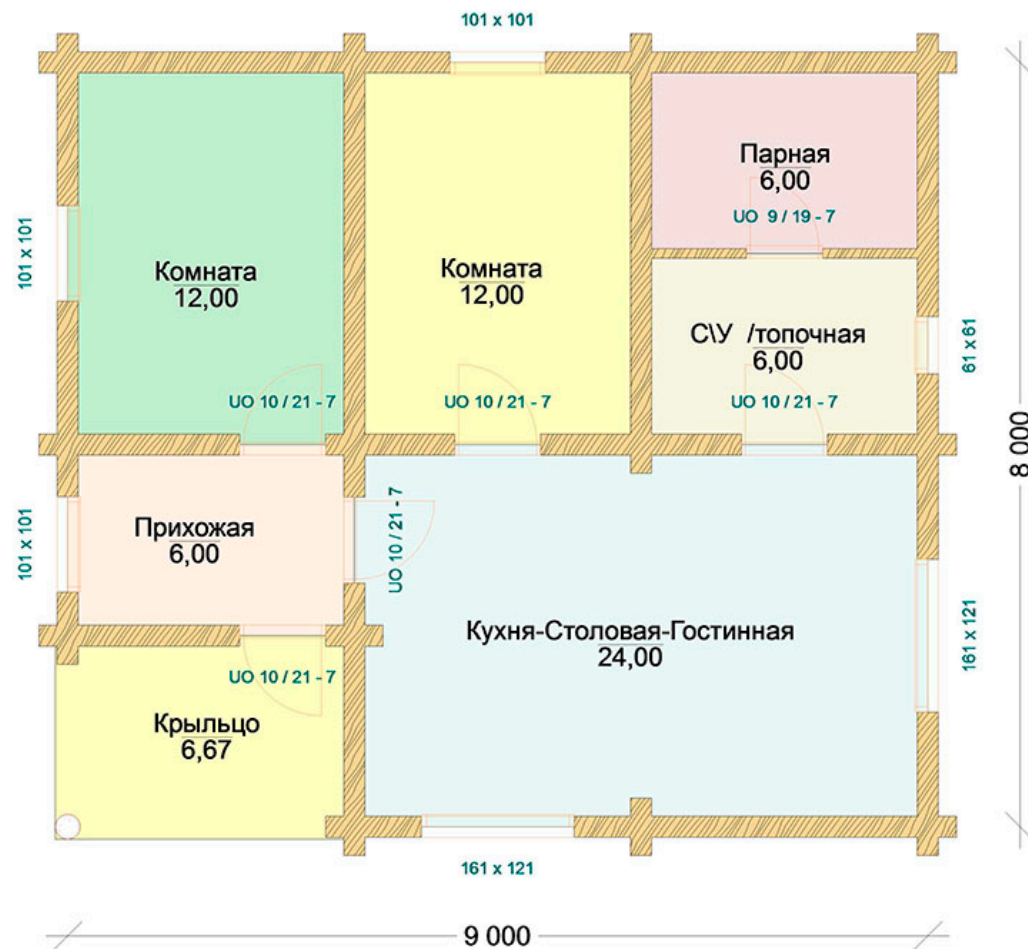 101 x 101
Парная
6,00
UO 9 / 19 - 7
101 x 101
Комната
12,00
Комната
12,00
С\У /топочная
6,00
61 x 61
UO 10 / 21 - 7
UO 10 / 21 - 7
UO 10 / 21 - 7
8 000
101 x 101
Прихожая
6,00
UO 10 / 21 - 7
Кухня-Столовая-Гостинная
24,00
161 x 121
UO 10 / 21 - 7
Крыльцо
6,67
161 x 121
9 000